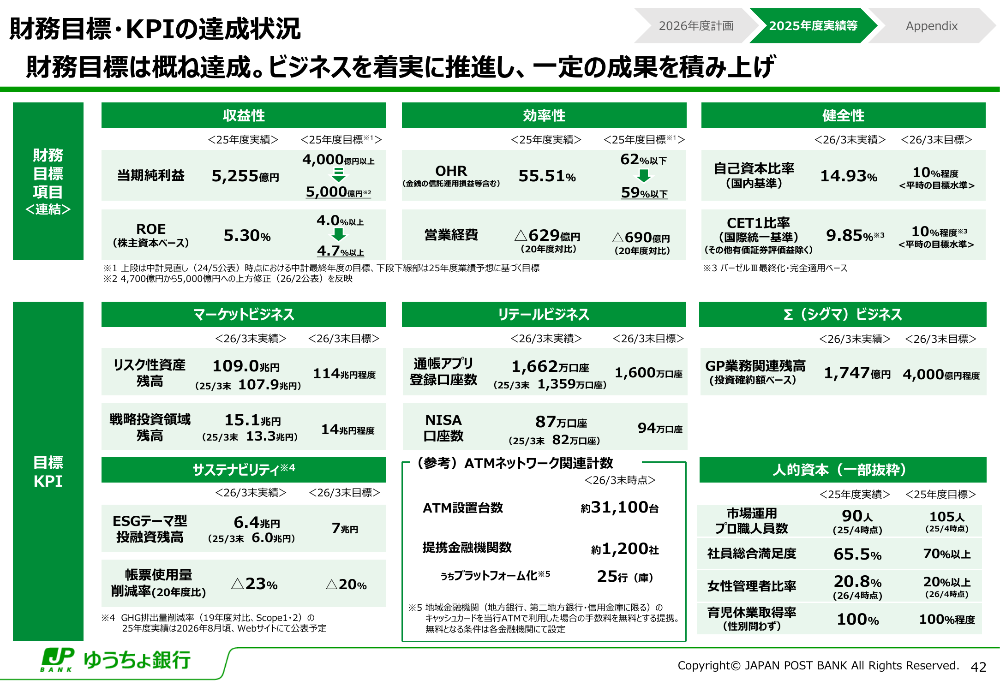 財務目標・KPIの達成状況
2026年度計画
2025年度実績等
Appendix
財務目標は概ね達成。ビジネスを着実に推進し、一定の成果を積み上げ
財務
目標
項目
＜連結＞
収益性
＜25年度実績＞ ＜25年度目標※1＞
当期純利益 5,255億円
4,000億円以上
5,000億円※2
ROE
（株主資本ベース）
5.30%
4.0%以上
4.7%以上
効率性
＜25年度実績＞ ＜25年度目標※1＞
OHR
（金銭の信託運用損益等含む）
55.51%
62%以下
59%以下
営業経費
△629億円
（20年度対比）
△690億円
（20年度対比）
健全性
＜26/3末実績＞ ＜26/3末目標＞
自己資本比率
（国内基準）
14.93%
10%程度
<平時の目標水準>
CET1比率
（国際統一基準）
（その他有価証券評価益除く）
9.85%※3
10%程度※3
<平時の目標水準>
※1 上段は中計見直し（24/5公表）時点における中計最終年度の目標、下段下線部は25年度業績予想に基づく目標
※2 4,700億円から5,000億円への上方修正（26/2公表）を反映
※3 バーゼルⅢ最終化・完全適用ベース
目標
KPI
マーケットビジネス
＜26/3末実績＞ ＜26/3末目標＞
リスク性資産
残高
109.0兆円
（25/3末 107.9兆円）
114兆円程度
戦略投資領域
残高
15.1兆円
（25/3末 13.3兆円）
14兆円程度
リテールビジネス
＜26/3末実績＞ ＜26/3末目標＞
通帳アプリ
登録口座数
1,662万口座
（25/3末 1,359万口座）
1,600万口座
NISA
口座数
87万口座
（25/3末 82万口座）
94万口座
Σ（シグマ）ビジネス
＜26/3末実績＞ ＜26/3末目標＞
GP業務関連残高
(投資確約額ベース）
1,747億円
4,000億円程度
サステナビリティ※4
＜26/3末実績＞ ＜26/3末目標＞
ESGテーマ型
投融資残高
6.4兆円
（25/3末 6.0兆円）
7兆円
帳票使用量
削減率(20年度比)
△23%
△20%
※4 GHG排出量削減率（19年度対比、Scope1・2）の
25年度実績は2026年8月頃、Webサイトにて公表予定
（参考）ATMネットワーク関連計数
＜26/3末時点＞
ATM設置台数 約31,100台
提携金融機関数 約1,200社
うちプラットフォーム化※5 25行（庫）
※5 地域金融機関（地方銀行、第二地方銀行・信用金庫に限る）の
キャッシュカードを当行ATMで利用した場合の手数料を無料とする提携。
無料となる条件は各金融機関にて設定
人的資本（一部抜粋）
＜25年度実績＞ ＜25年度目標＞
市場運用
プロ職人員数
90人
(25/4時点)
105人
(25/4時点)
社員総合満足度 65.5% 70%以上
女性管理者比率
20.8%
(26/4時点)
20%以上
(26/4時点)
育児休業取得率
（性別問わず）
100%
100%程度
JP
BANK
ゆうちょ銀行
Copyright© JAPAN POST BANK All Rights Reserved. 42